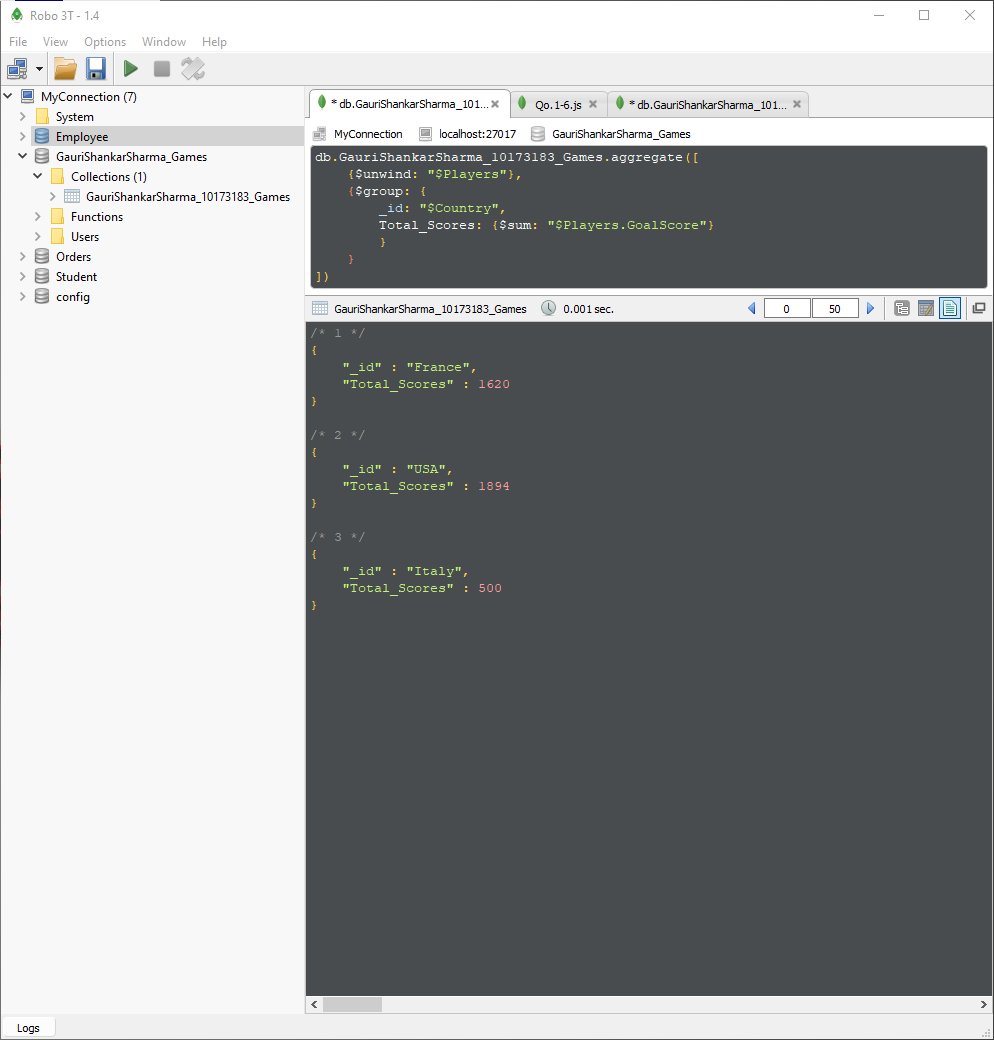 Robo 3T - 1.4
File View Options Window Help
MyConnection (7)
System
Employee
GauriShankarSharma_Games
Collections (1)
GauriShankarSharma_10173183_Games
Functions
Users
Orders
Student
config
* db.GauriShankarSharma_101... Qo.1-6.js * db.GauriShankarSharma_101...
MyConnection localhost:27017 GauriShankarSharma_Games
db.GauriShankarSharma_10173183_Games.aggregate([
{$unwind: "$Players"},
{$group: {
_id: "$Country",
Total_Scores: {$sum: "$Players.GoalScore"}
}
}
])
GauriShankarSharma_10173183_Games 0.001 sec. 0 50
/* 1 */
{
"_id" : "France",
"Total_Scores" : 1620
}
/* 2 */
{
"_id" : "USA",
"Total_Scores" : 1894
}
/* 3 */
{
"_id" : "Italy",
"Total_Scores" : 500
}
Logs